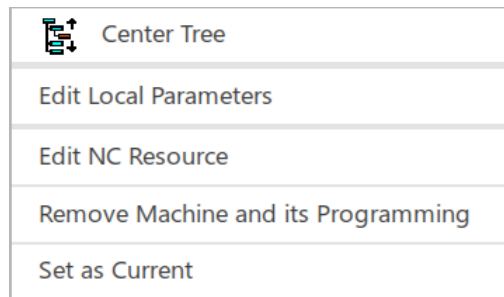 Center Tree
Edit Local Parameters
Edit NC Resource
Remove Machine and its Programming
Set as Current